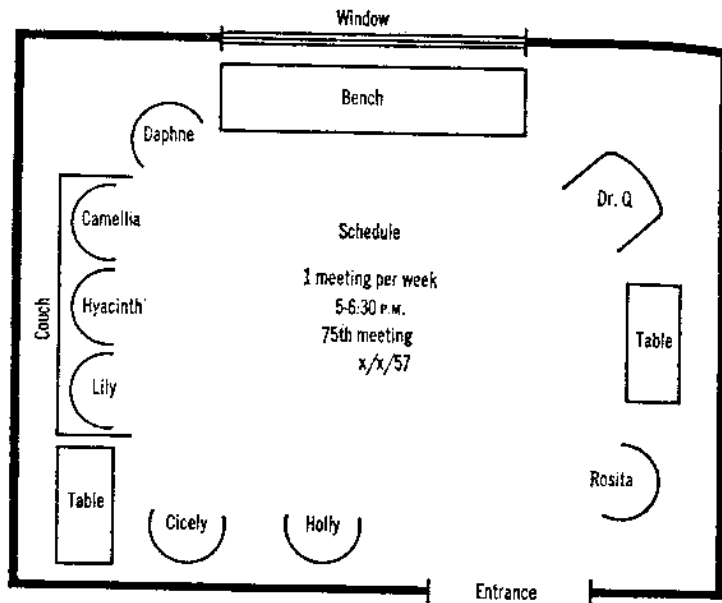 Window
Bench
Daphne
Dr. Q
Camellia
Schedule
1 meeting per week
Hyacinth
5-6:30 P.M.
Couch
75th meeting
Table
x/x/57
Lily
Rosita
Table
Cicely
Holly
Entrance